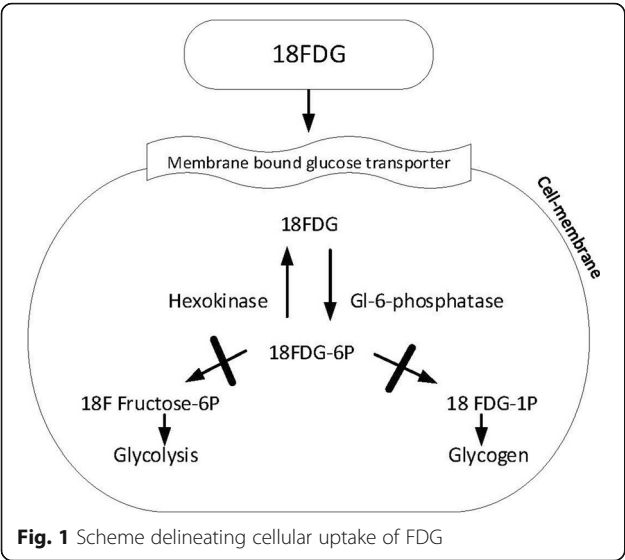 18FDG
Membrane bound glucose transporter
Cell-membrane
18FDG
Hexokinase
Gl-6-phosphatase
18FDG-6P
18F Fructose-6P
18 FDG-1P
Glycolysis
Glycogen
Fig. 1 Scheme delineating cellular uptake of FDG